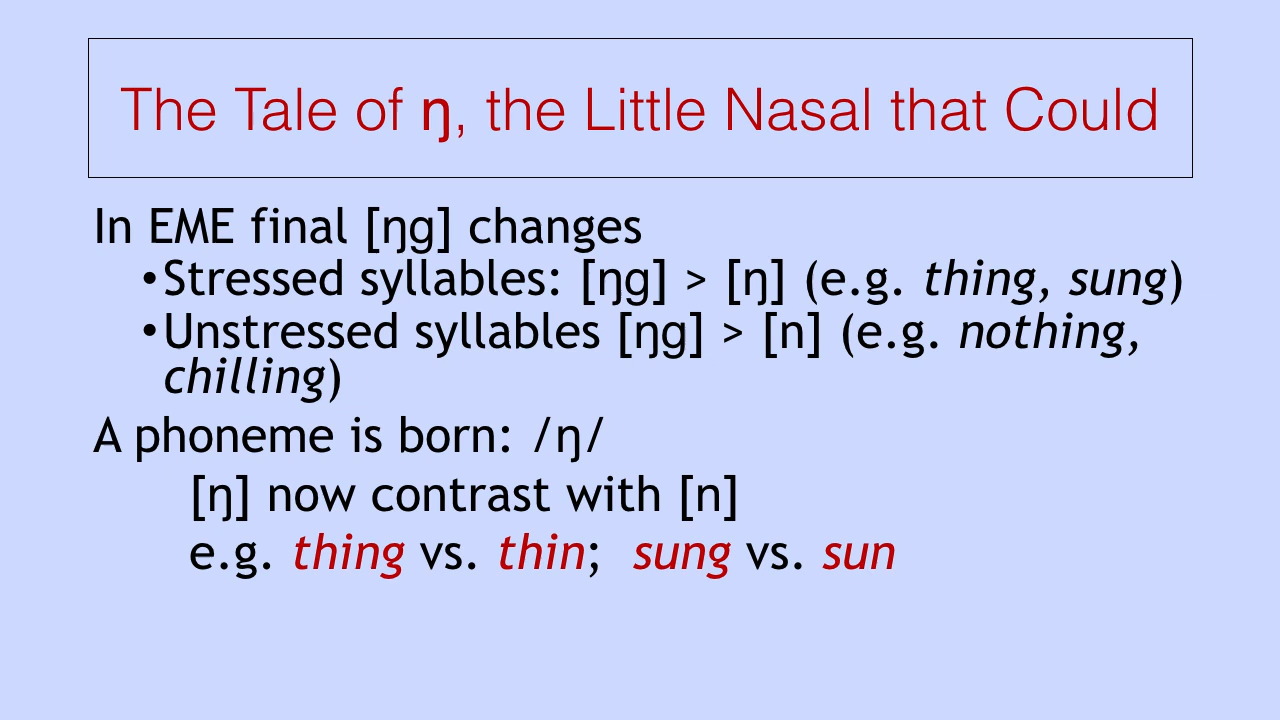 The Tale of ŋ, the Little Nasal that Could
In EME final [ŋg] changes
•Stressed syllables: [ŋg] > [ŋ] (e.g. thing, sung)
•Unstressed syllables [ŋg] > [n] (e.g. nothing,
chilling)
A phoneme is born: /ŋ/
[ŋ] now contrast with [n]
e.g. thing vs. thin; sung vs. sun